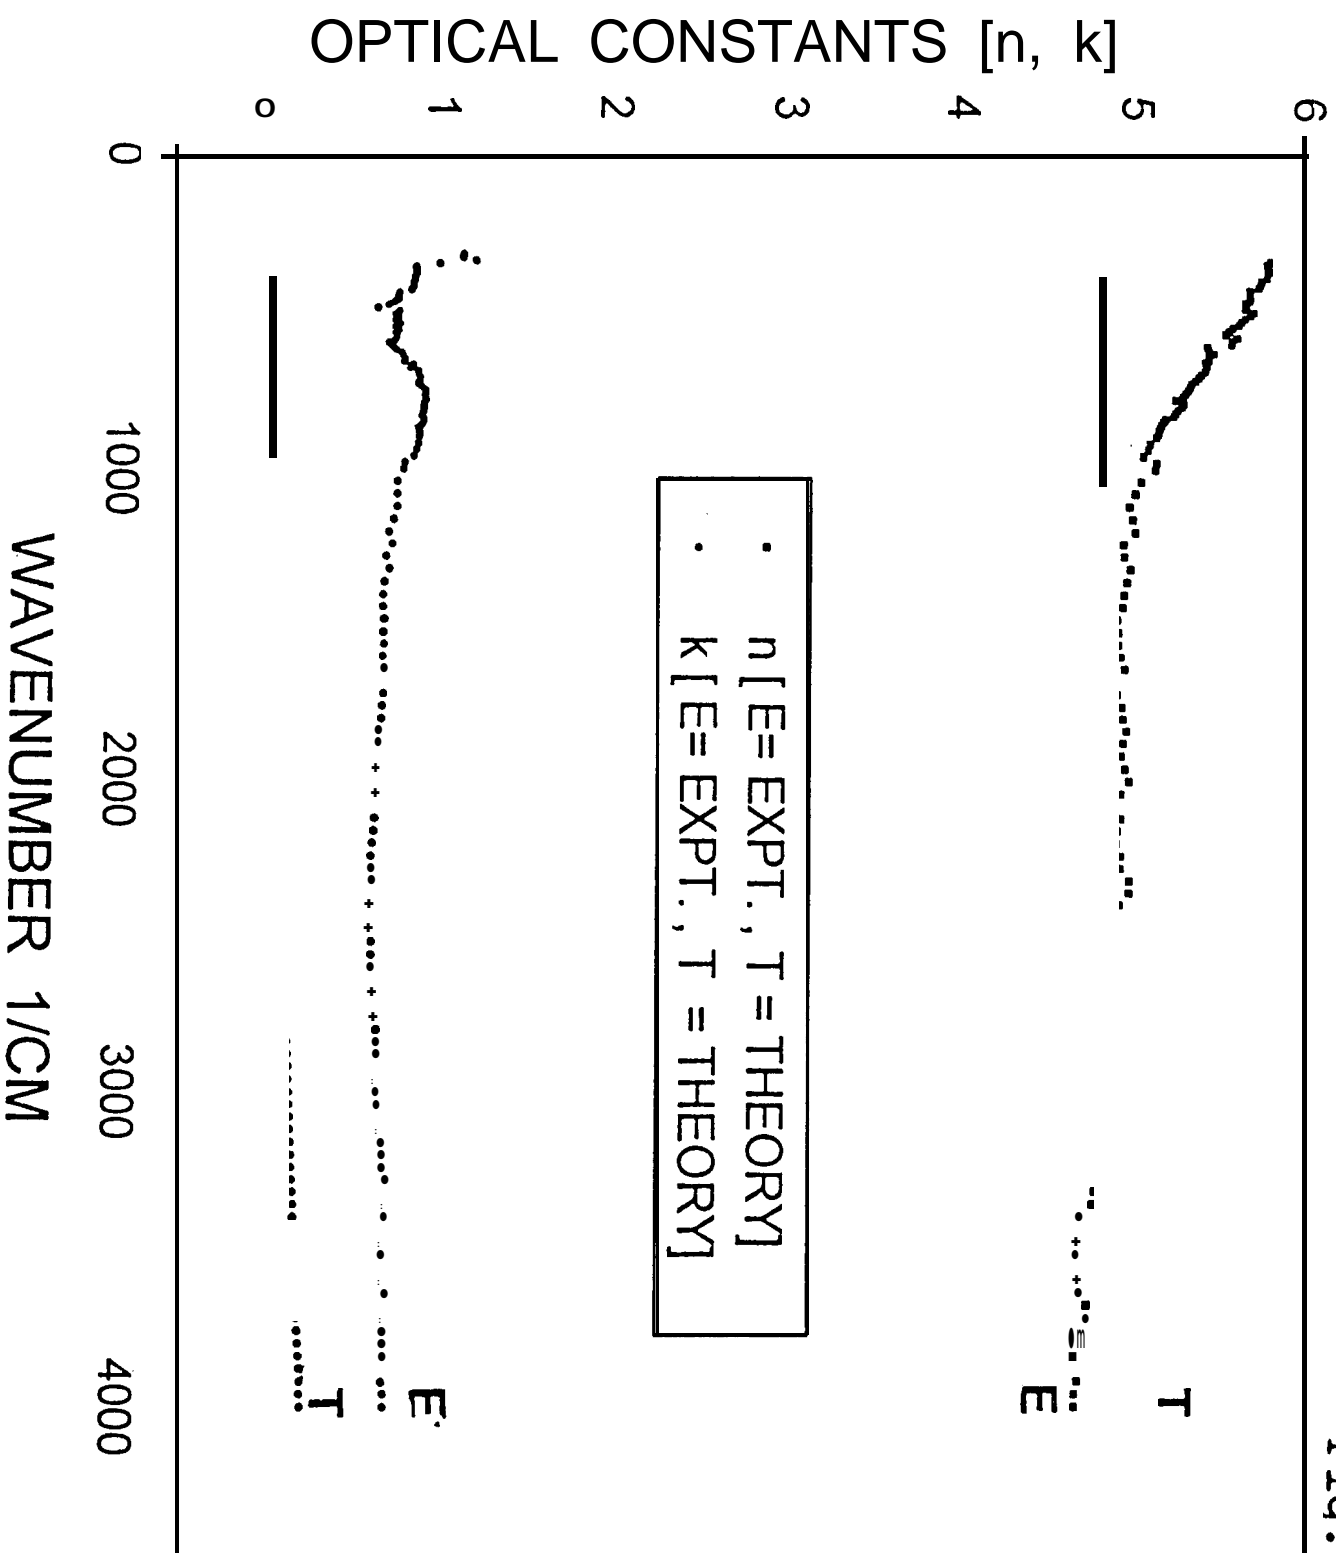 OPTICAL CONSTANTS [n, k]
0
1
2
3
4
5
6
0
1000
2000
3000
4000
WAVENUMBER 1/CM
n [ E= EXPT., T = THEORY]
k [ E= EXPT., T = THEORY]
T
E
E
T